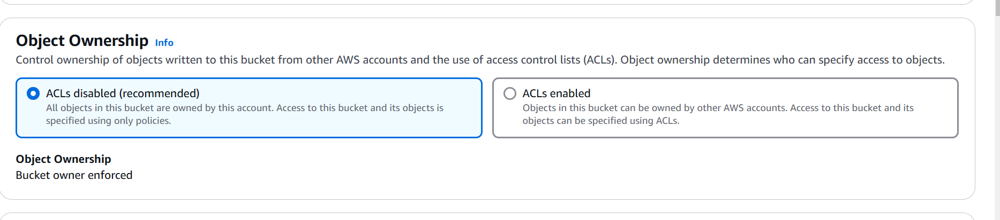 Object Ownership Info
Control ownership of objects written to this bucket from other AWS accounts and the use of access control lists (ACLs). Object ownership determines who can specify access to objects.
ACLs disabled (recommended)
All objects in this bucket are owned by this account. Access to this bucket and its objects is
specified using only policies.
ACLs enabled
Objects in this bucket can be owned by other AWS accounts. Access to this bucket and its
objects can be specified using ACLs.
Object Ownership
Bucket owner enforced